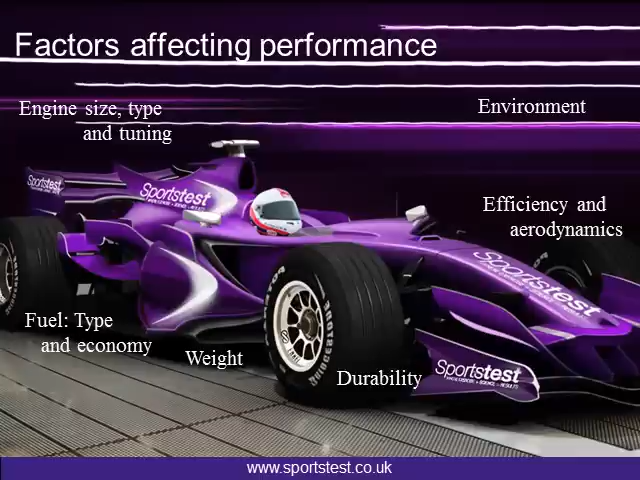 Factors affecting performance
Engine size, type
and tuning
Environment
Sportstest
Sportstest
Efficiency and
aerodynamics
Sportstest
Fuel: Type
and economy
Weight
Durability
Sportstest
www.sportstest.co.uk